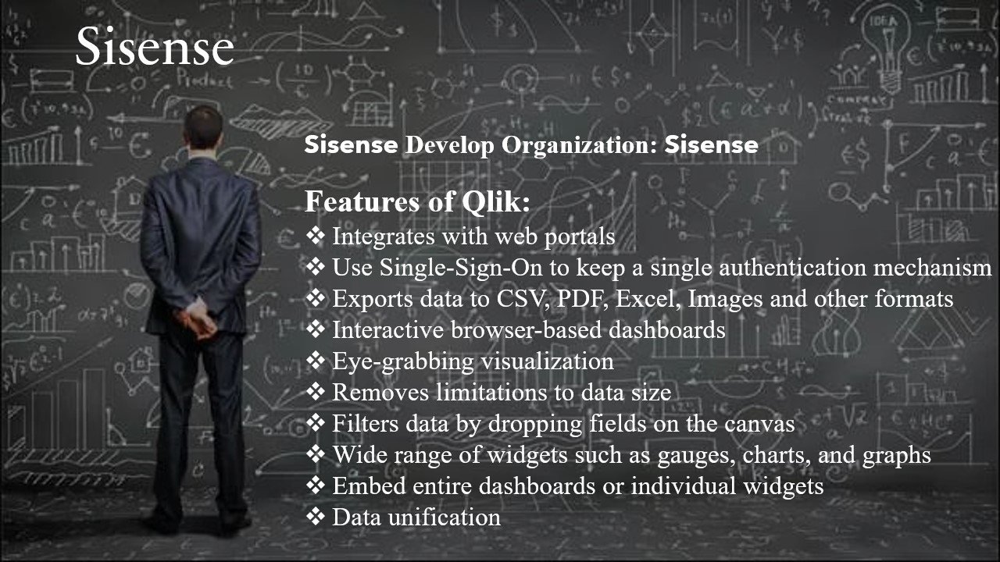 Sisense
Sisense Develop Organization: Sisense
Features of Qlik:
❖ Integrates with web portals
❖ Use Single-Sign-On to keep a single authentication mechanism
❖ Exports data to CSV, PDF, Excel, Images and other formats
❖ Interactive browser-based dashboards
❖ Eye-grabbing visualization
❖ Removes limitations to data size
❖ Filters data by dropping fields on the canvas
❖ Wide range of widgets such as gauges, charts, and graphs
❖ Embed entire dashboards or individual widgets
❖ Data unification
IDEA
Product